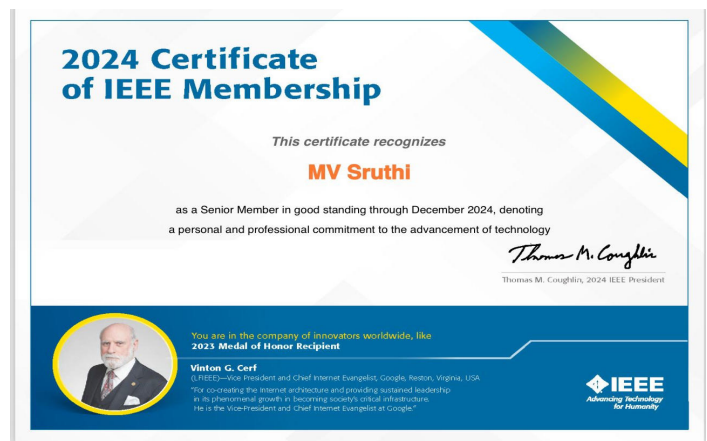 2024 Certificate
of IEEE Membership
This certificate recognizes
MV Sruthi
as a Senior Member in good standing through December 2024, denoting
a personal and professional commitment to the advancement of technology
Thomas M. Coughlin
Thomas M. Coughlin, 2024 IEEE President
You are in the company of innovators worldwide, like
2023 Medal of Honor Recipient
Vinton G. Cerf
(LFIEEE)—Vice President and Chief Internet Evangelist, Google, Reston, Virginia, USA
"For co-creating the Internet architecture and providing sustained leadership
in its phenomenal growth in becoming society's critical infrastructure.
He is the Vice-President and Chief Internet Evangelist at Google."
IEEE
Advancing Technology
for Humanity